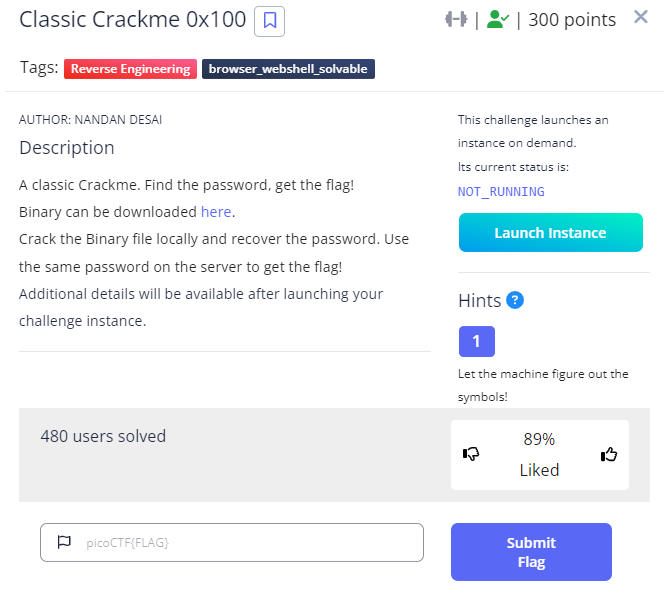 Classic Crackme 0x100
| | 300 points
Tags: Reverse Engineering browser_webshell_solvable
AUTHOR: NANDAN DESAI
Description
A classic Crackme. Find the password, get the flag!
Binary can be downloaded here.
Crack the Binary file locally and recover the password. Use
the same password on the server to get the flag!
Additional details will be available after launching your
challenge instance.
This challenge launches an
instance on demand.
Its current status is:
NOT_RUNNING
Launch Instance
Hints ?
1
Let the machine figure out the
symbols!
480 users solved
89%
Liked
picoCTF{FLAG}
Submit
Flag